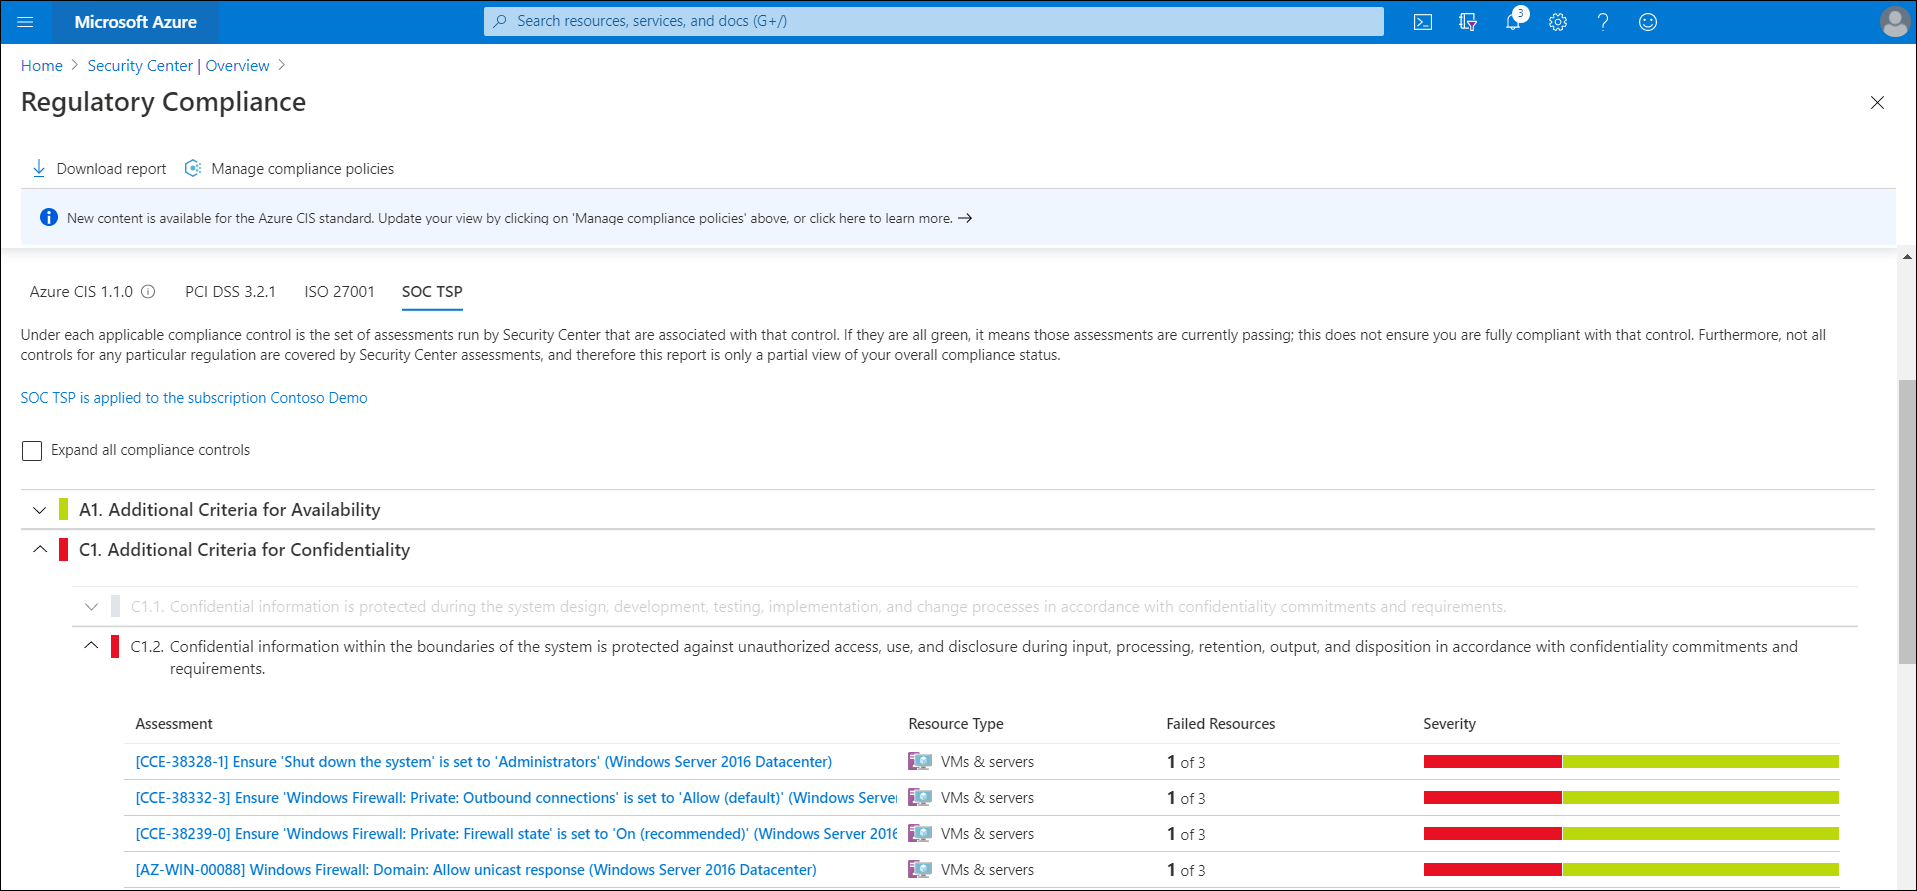 Microsoft Azure
Search resources, services, and docs (G+/)
3
Home > Security Center | Overview >
Regulatory Compliance
Download report
Manage compliance policies
New content is available for the Azure CIS standard. Update your view by clicking on 'Manage compliance policies' above, or click here to learn more. →
Azure CIS 1.1.0
PCI DSS 3.2.1
ISO 27001
SOC TSP
Under each applicable compliance control is the set of assessments run by Security Center that are associated with that control. If they are all green, it means those assessments are currently passing; this does not ensure you are fully compliant with that control. Furthermore, not all
controls for any particular regulation are covered by Security Center assessments, and therefore this report is only a partial view of your overall compliance status.
SOC TSP is applied to the subscription Contoso Demo
Expand all compliance controls
A1. Additional Criteria for Availability
C1. Additional Criteria for Confidentiality
C1.1. Confidential information is protected during the system design, development, testing, implementation, and change processes in accordance with confidentiality commitments and requirements.
C1.2. Confidential information within the boundaries of the system is protected against unauthorized access, use, and disclosure during input, processing, retention, output, and disposition in accordance with confidentiality commitments and
requirements.
Assessment Resource Type Failed Resources Severity
[CCE-38328-1] Ensure 'Shut down the system' is set to 'Administrators' (Windows Server 2016 Datacenter) VMs & servers 1 of 3
[CCE-38332-3] Ensure 'Windows Firewall: Private: Outbound connections' is set to 'Allow (default)' (Windows Server VMs & servers 1 of 3
[CCE-38239-0] Ensure 'Windows Firewall: Private: Firewall state' is set to 'On (recommended)' (Windows Server 2016 VMs & servers 1 of 3
[AZ-WIN-00088] Windows Firewall: Domain: Allow unicast response (Windows Server 2016 Datacenter) VMs & servers 1 of 3